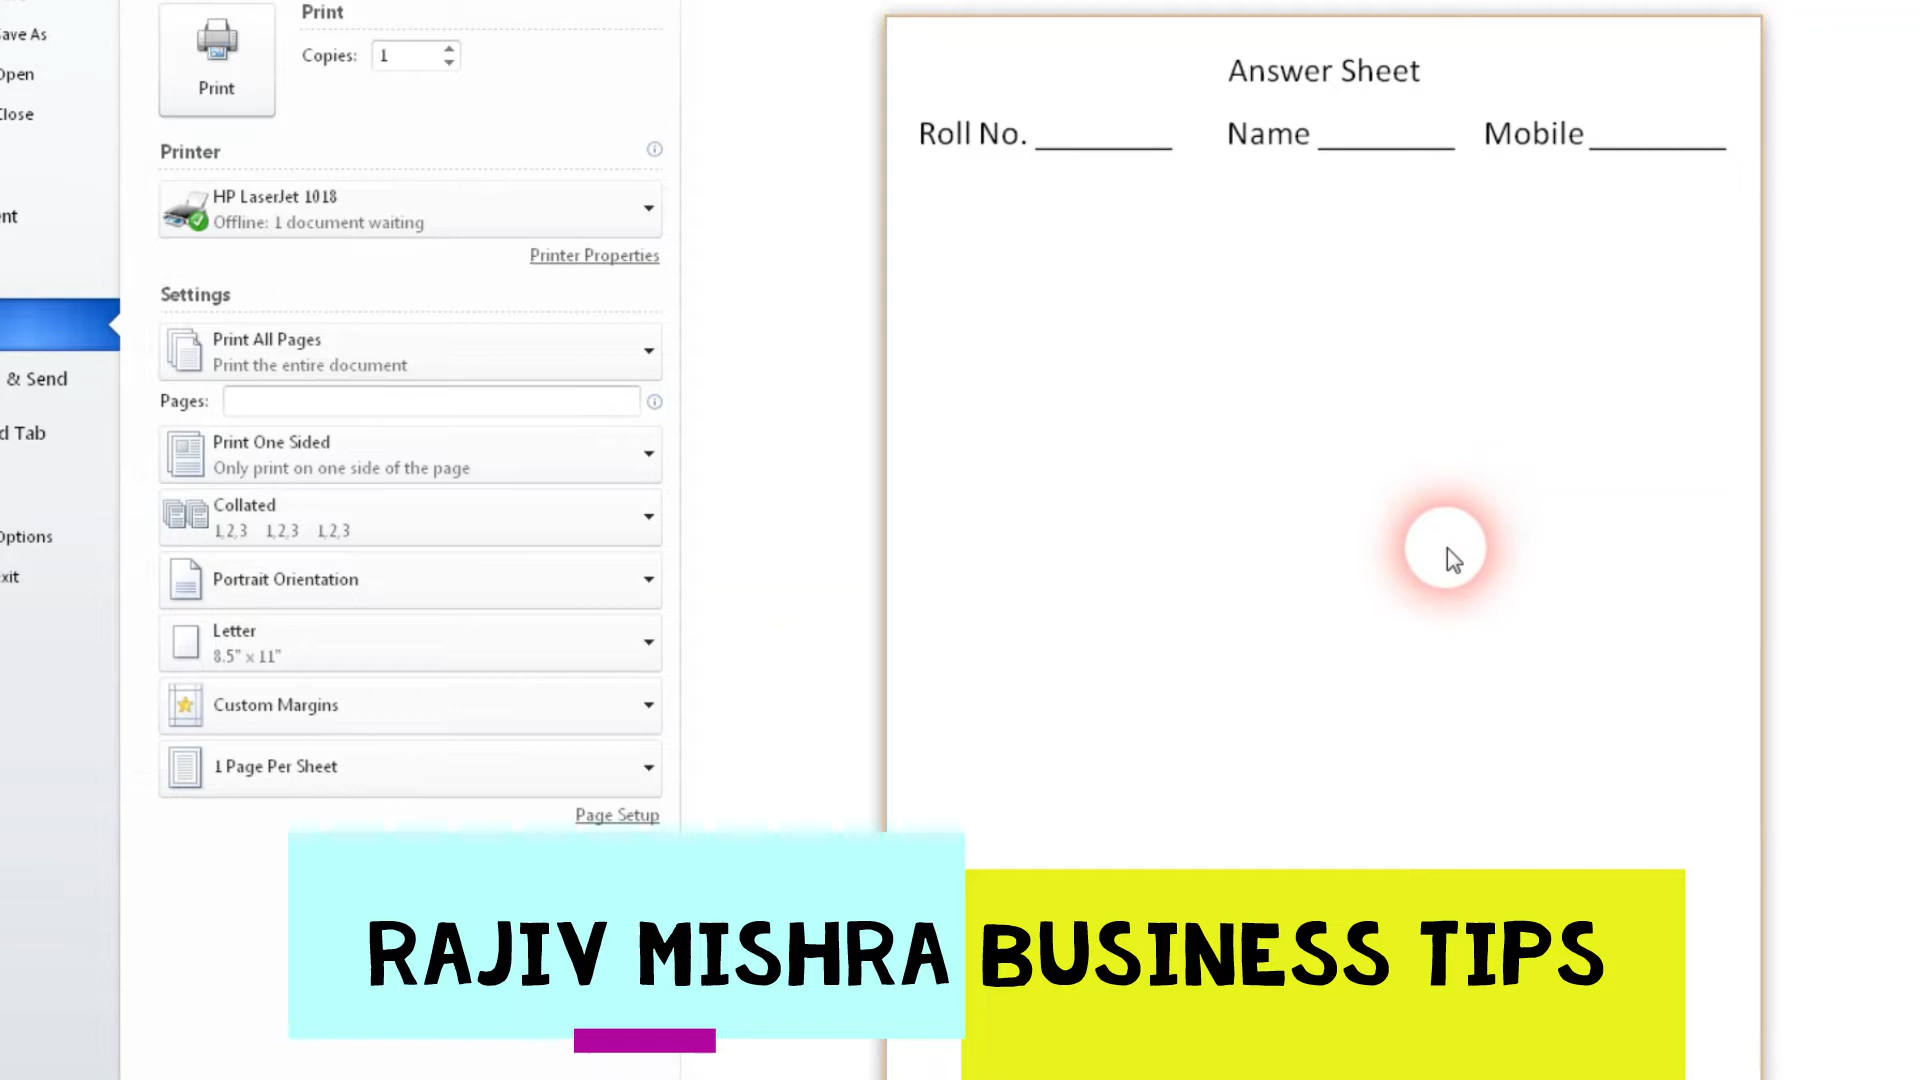 ave As
Open
Close
nt
& Send
d Tab
Options
xit
Print
Print
Copies: 1
Printer
HP LaserJet 1018
Offline: 1 document waiting
Printer Properties
Settings
Print All Pages
Print the entire document
Pages:
Print One Sided
Only print on one side of the page
Collated
1,2,3 1,2,3 1,2,3
Portrait Orientation
Letter
8.5" x 11"
Custom Margins
1 Page Per Sheet
Page Setup
Answer Sheet
Roll No. ________ Name ________ Mobile ________
RAJIV MISHRA BUSINESS TIPS